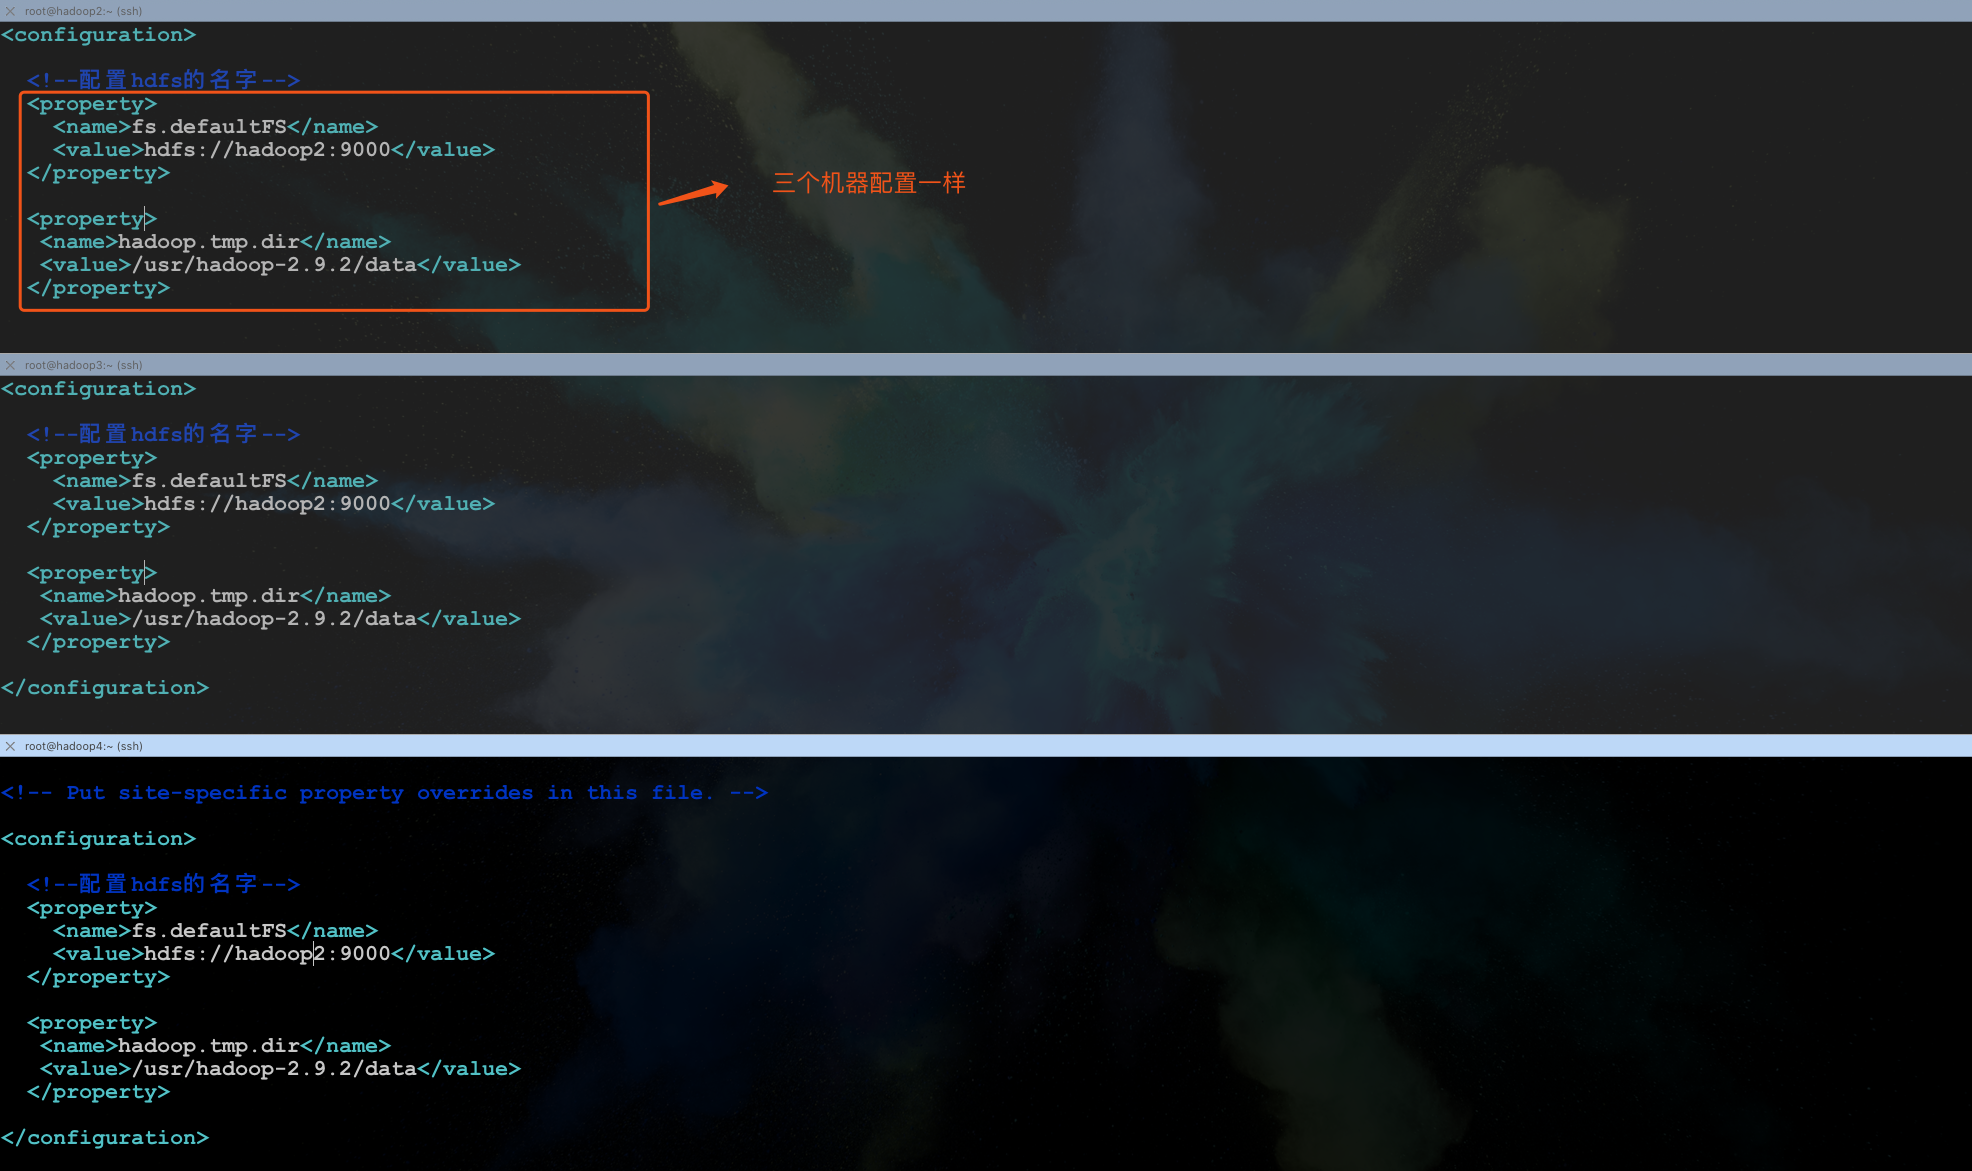 root@hadoop2:~ (ssh)
<configuration>
<!--配置hdfs的名字-->
<property>
<name>fs.defaultFS</name>
<value>hdfs://hadoop2:9000</value>
</property>
三个机器配置一样
<property>
<name>hadoop.tmp.dir</name>
<value>/usr/hadoop-2.9.2/data</value>
</property>
root@hadoop3:~ (ssh)
<configuration>
<!--配置hdfs的名字-->
<property>
<name>fs.defaultFS</name>
<value>hdfs://hadoop2:9000</value>
</property>
<property>
<name>hadoop.tmp.dir</name>
<value>/usr/hadoop-2.9.2/data</value>
</property>
</configuration>
root@hadoop4:~ (ssh)
<!-- Put site-specific property overrides in this file. -->
<configuration>
<!--配置hdfs的名字-->
<property>
<name>fs.defaultFS</name>
<value>hdfs://hadoop2:9000</value>
</property>
<property>
<name>hadoop.tmp.dir</name>
<value>/usr/hadoop-2.9.2/data</value>
</property>
</configuration>